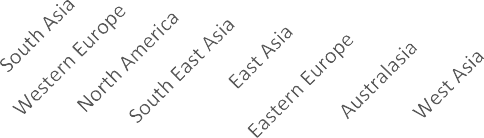 South Asia
Western Europe
North America
South East Asia
East Asia
Eastern Europe
Australasia
West Asia